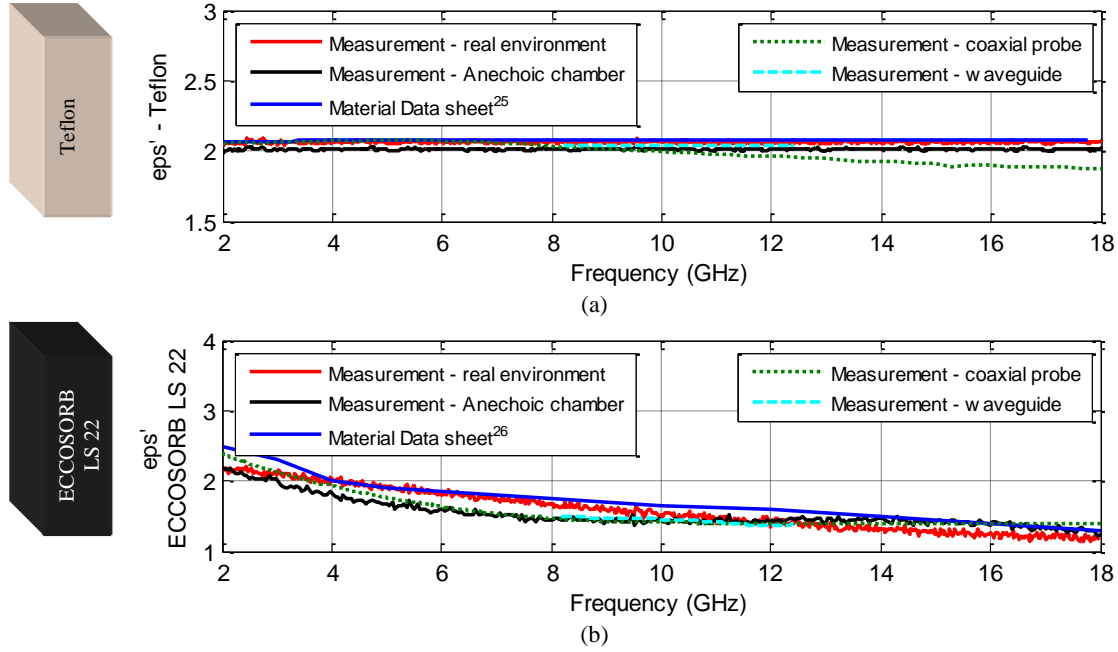 Teflon
eps' - Teflon
3
2.5
2
1.5
Measurement - real environment
Measurement - Anechoic chamber
Material Data sheet25
Measurement - coaxial probe
Measurement - waveguide
2 4 6 8 10 12 14 16 18
Frequency (GHz)
(a)
ECCOSORB
LS 22
eps'
ECCOSORB LS 22
4
3
2
1
Measurement - real environment
Measurement - Anechoic chamber
Material Data sheet26
Measurement - coaxial probe
Measurement - waveguide
2 4 6 8 10 12 14 16 18
Frequency (GHz)
(b)